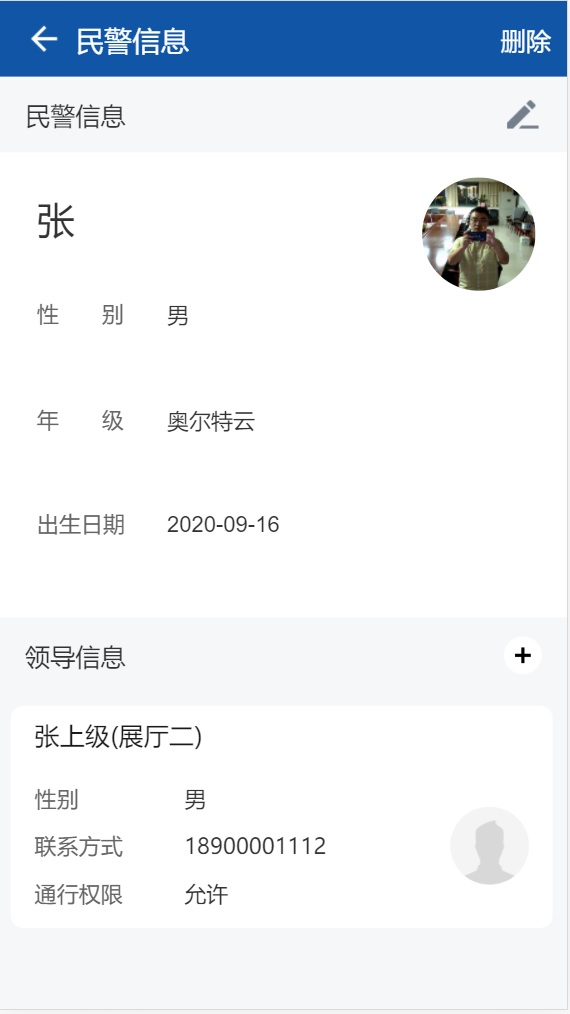 民警信息 删除
民警信息
张
性 别 男
年 级 奥尔特云
出生日期 2020-09-16
领导信息
张上级(展厅二)
性别 男
联系方式 18900001112
通行权限 允许